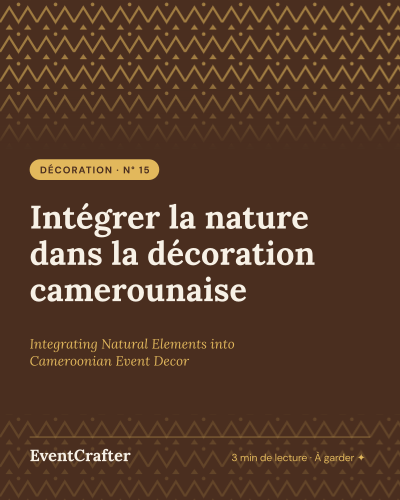 DÉCORATION · N° 15
Intégrer la nature
dans la décoration
camerounaise
Integrating Natural Elements into
Cameroonian Event Decor
EventCrafter
3 min de lecture · À garder ✦